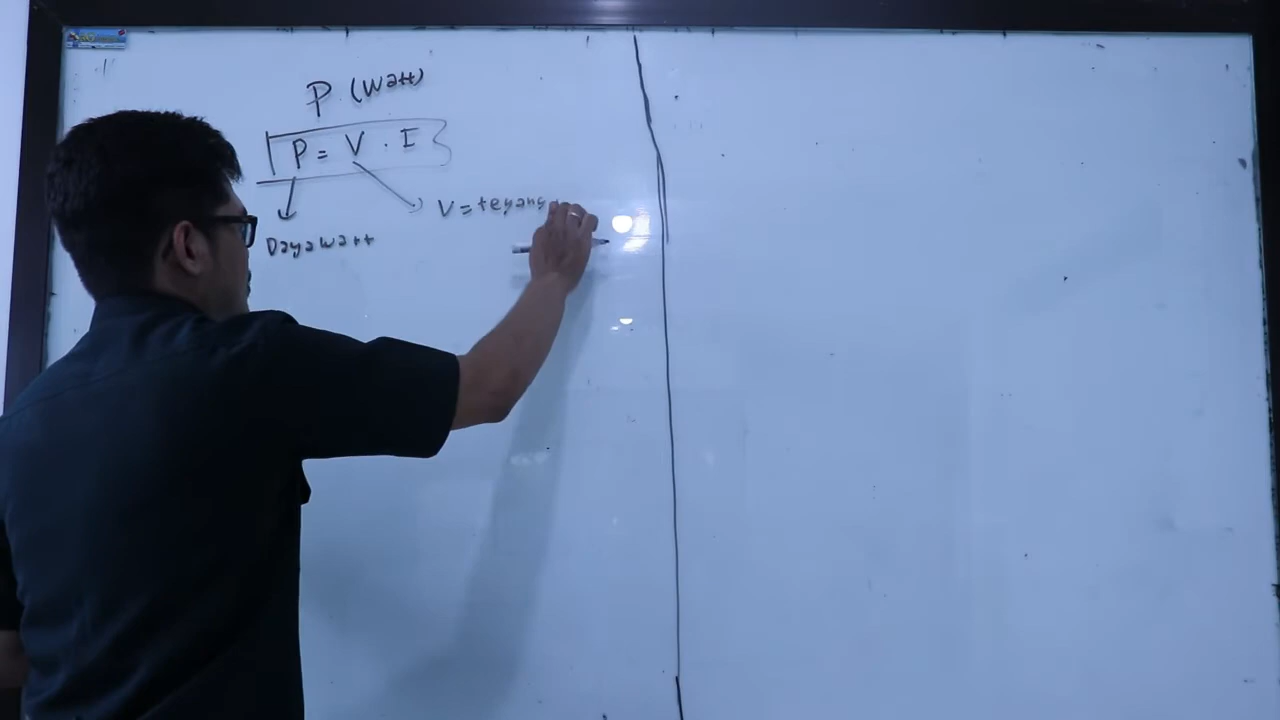 P (Watt)
P = V . I
V = tegang
Daya watt